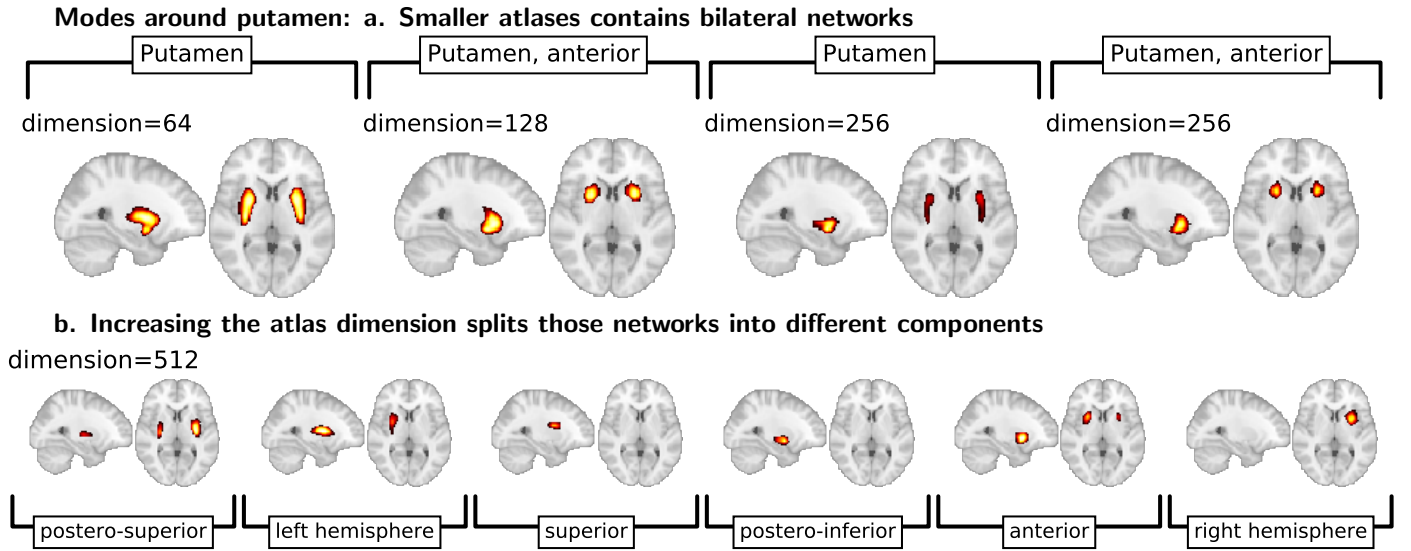 Modes around putamen: a. Smaller atlases contains bilateral networks
Putamen
Putamen, anterior
Putamen
Putamen, anterior
dimension=64
dimension=128
dimension=256
dimension=256
b. Increasing the atlas dimension splits those networks into different components
dimension=512
postero-superior
left hemisphere
superior
postero-inferior
anterior
right hemisphere